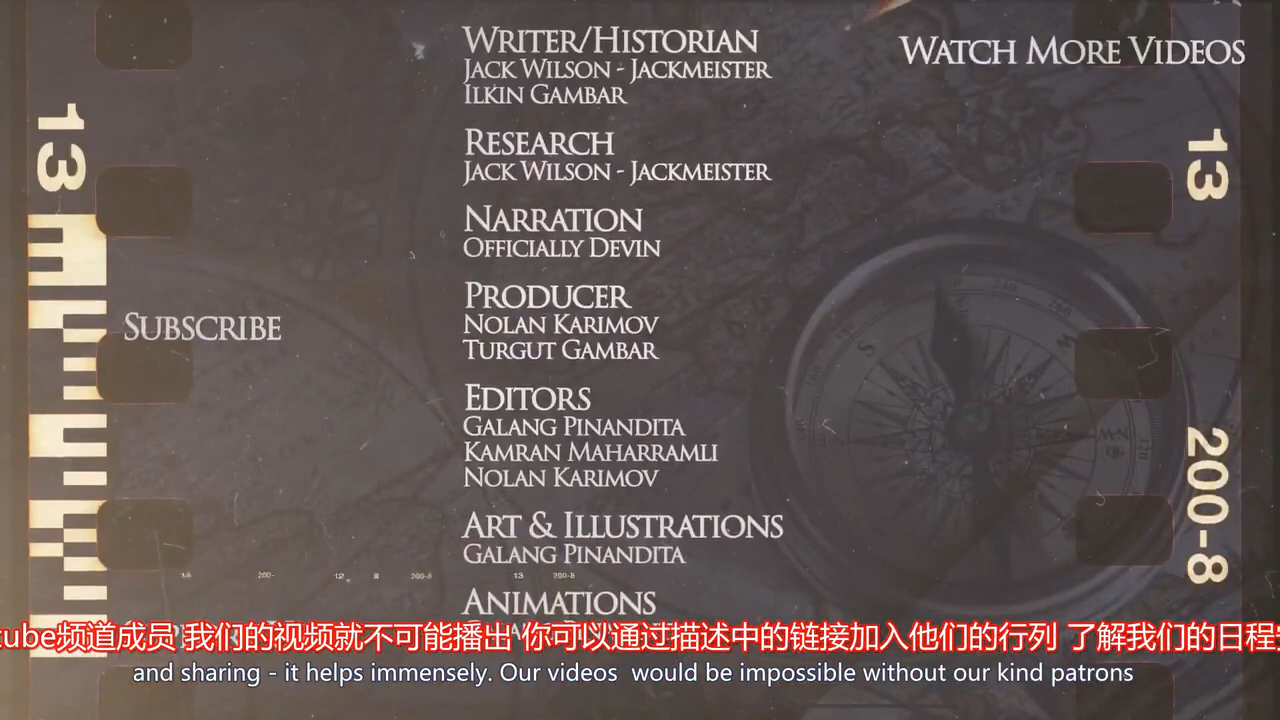 WRITER/HISTORIAN
JACK WILSON - JACKMEISTER
ILKIN GAMBAR
WATCH MORE VIDEOS
RESEARCH
JACK WILSON - JACKMEISTER
NARRATION
OFFICIALLY DEVIN
PRODUCER
NOLAN KARIMOV
TURGUT GAMBAR
SUBSCRIBE
EDITORS
GALANG PINANDITA
KAMRAN MAHARRAMLI
NOLAN KARIMOV
ART & ILLUSTRATIONS
GALANG PINANDITA
ANIMATIONS
13
13
200-8
tube频道成员 我们的视频就不可能播出 你可以通过描述中的链接加入他们的行列 了解我们的日程
and sharing - it helps immensely. Our videos would be impossible without our kind patrons